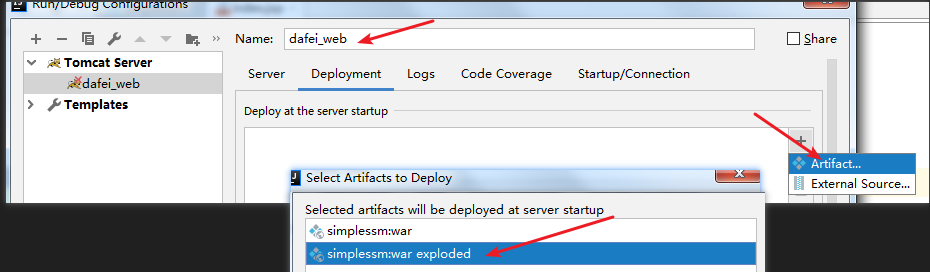 Run/Debug Configurations
Name: dafei_web
Share
Tomcat Server
dafei_web
Templates
Server Deployment Logs Code Coverage Startup/Connection
Deploy at the server startup
Artifact...
External Source...
Select Artifacts to Deploy
Selected artifacts will be deployed at server startup
simplessm:war
simplessm:war exploded